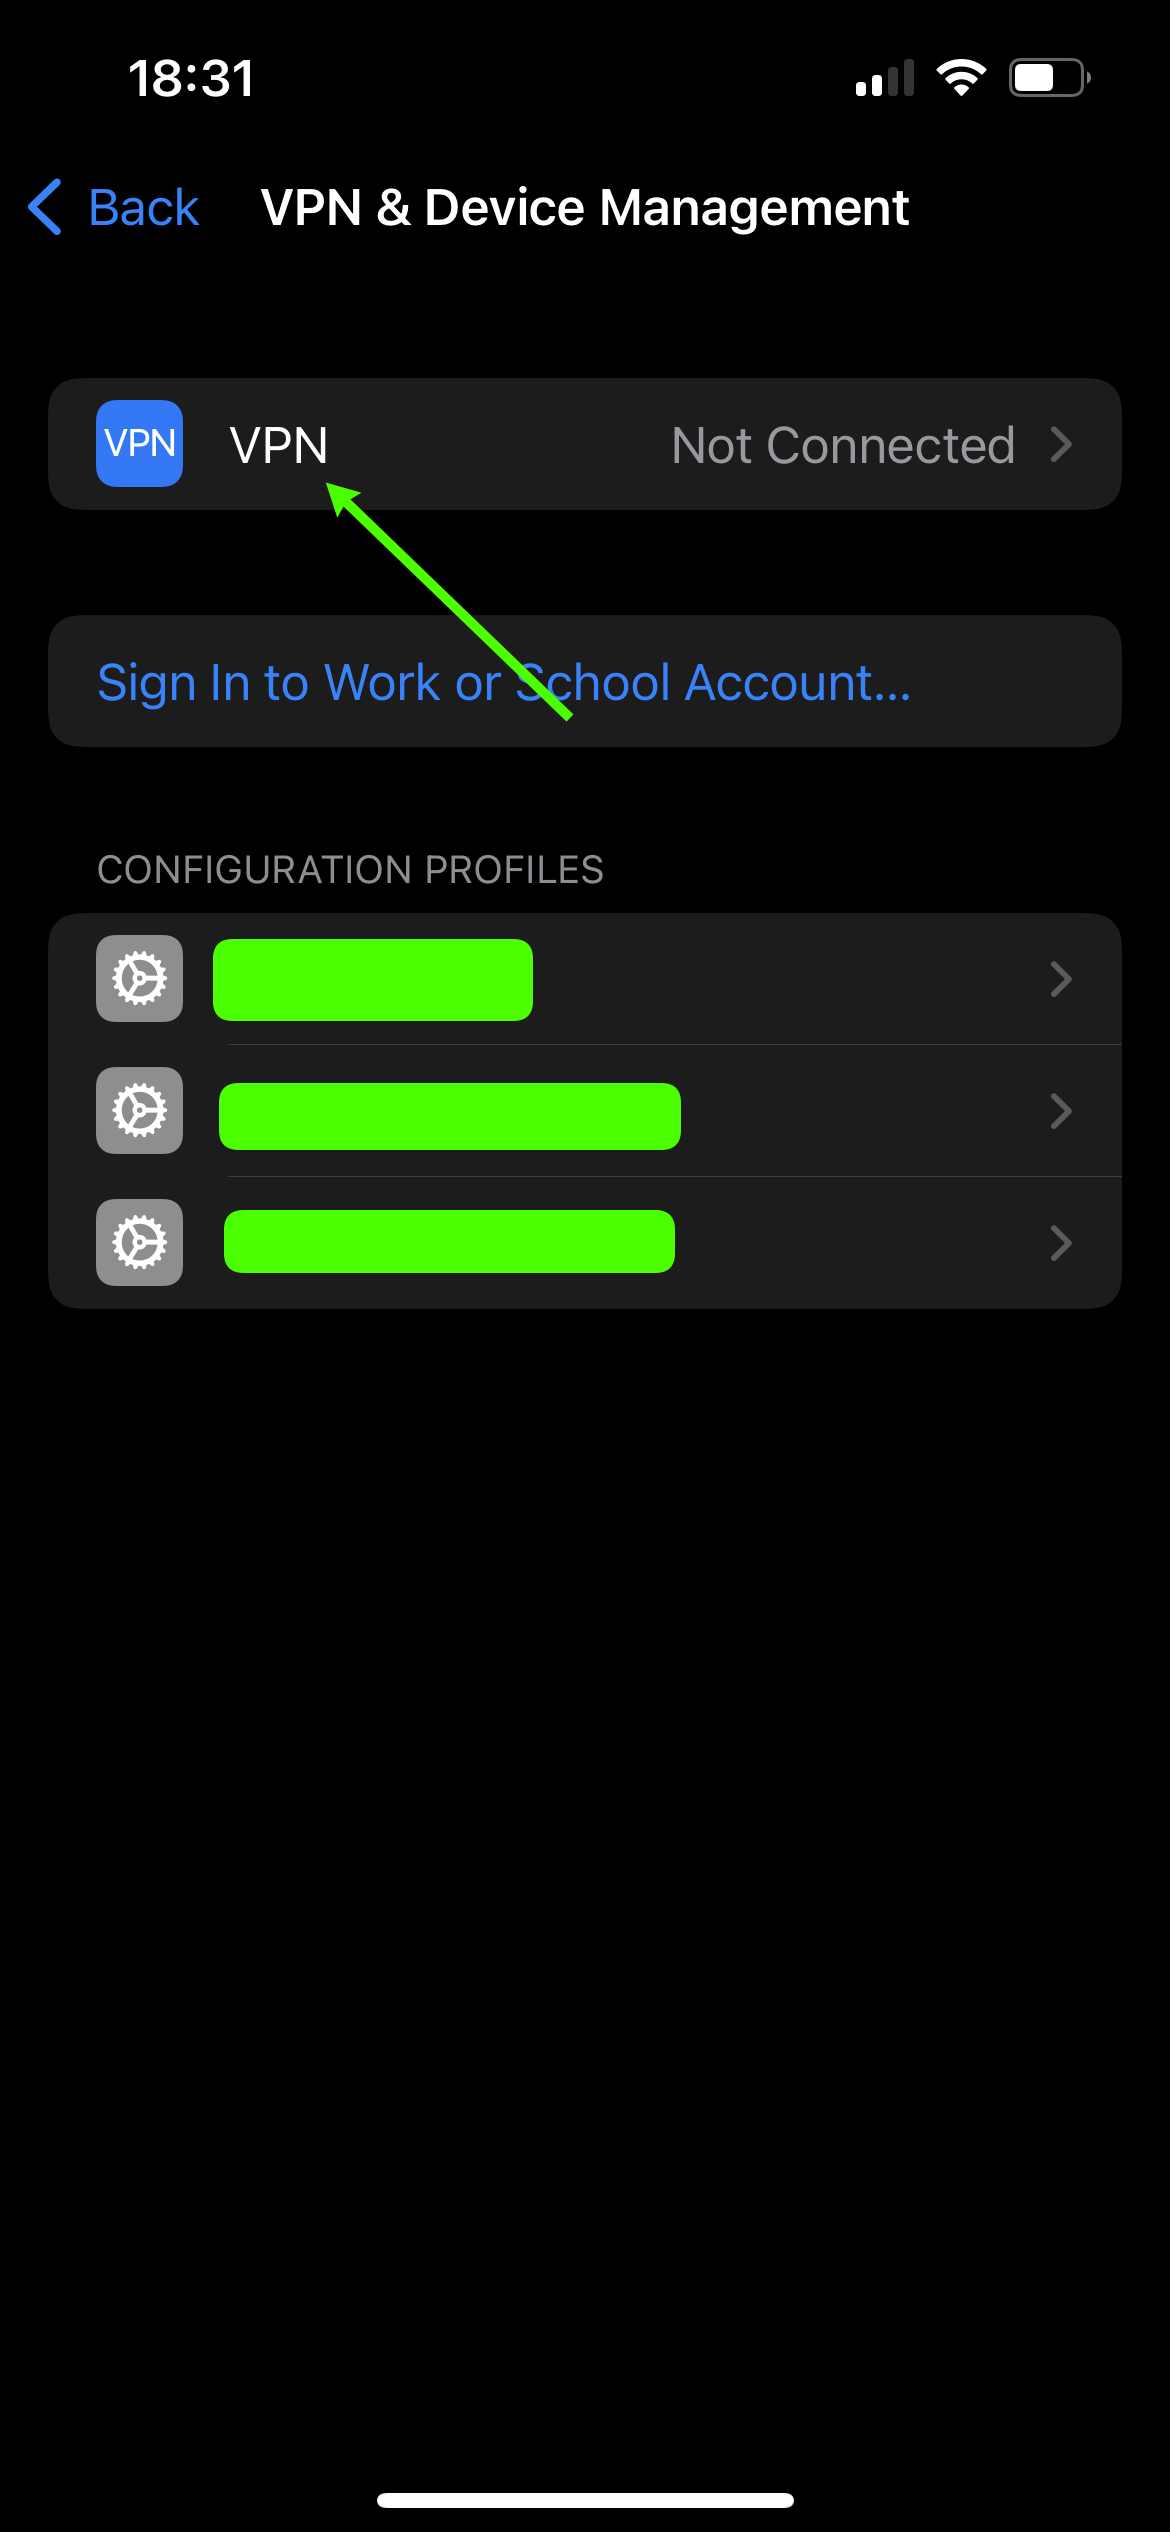 18:31
Back VPN & Device Management
VPN VPN Not Connected
Sign In to Work or School Account...
CONFIGURATION PROFILES